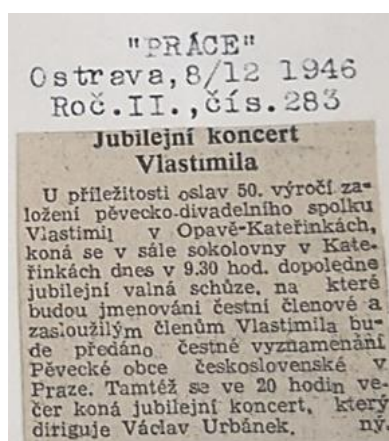 "PRÁCE"
Ostrava, 8/12 1946
Roč.II.,čís.283
Jubilejní koncert
Vlastimila
U příležitosti oslav 50. výročí za-
ložení pěvecko-divadelního spolku
Vlastimil v Opavě-Kateřinkách,
koná se v sále sokolovny v Kate-
řinkách dnes v 9.30 hod. dopoledne
jubilejní valná schůze, na které
budou jmenováni čestní členové a
zasloužilým členům Vlastimila bu-
de předáno čestné vyznamenání
Pěvecké obce československé v
Praze. Tamtéž se ve 20 hodin ve-
čer koná jubilejní koncert, který
diriguje Václav Urbánek. ný.